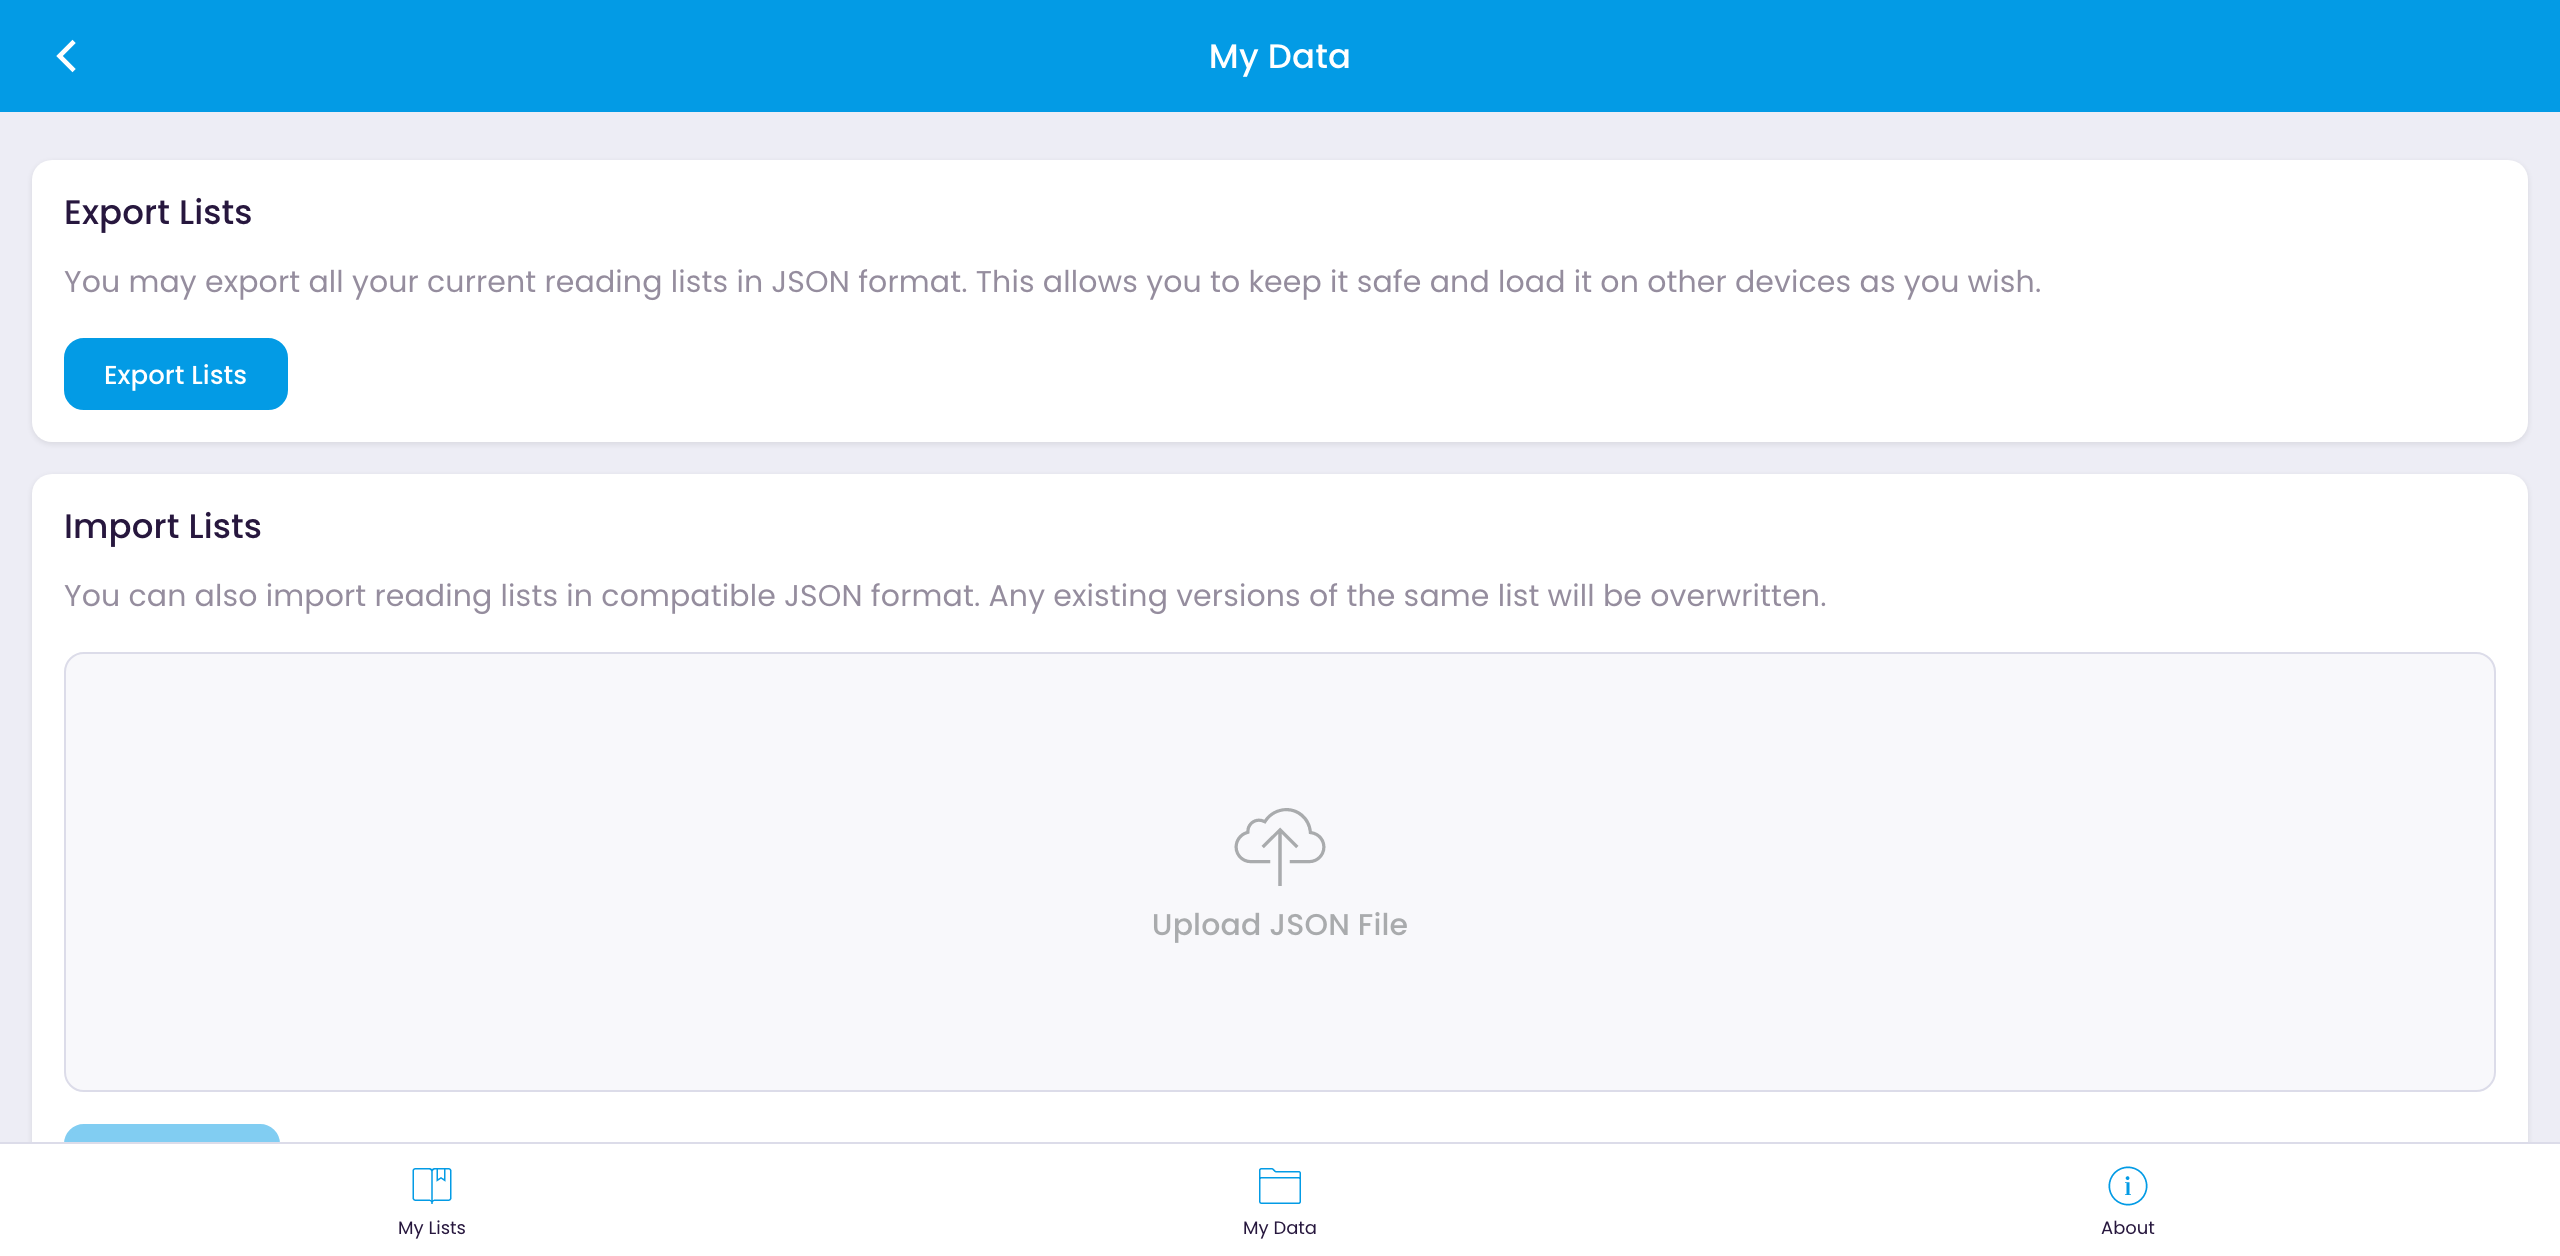 My Data
Export Lists
You may export all your current reading lists in JSON format. This allows you to keep it safe and load it on other devices as you wish.
Export Lists
Import Lists
You can also import reading lists in compatible JSON format. Any existing versions of the same list will be overwritten.
Upload JSON File
My Lists
My Data
About